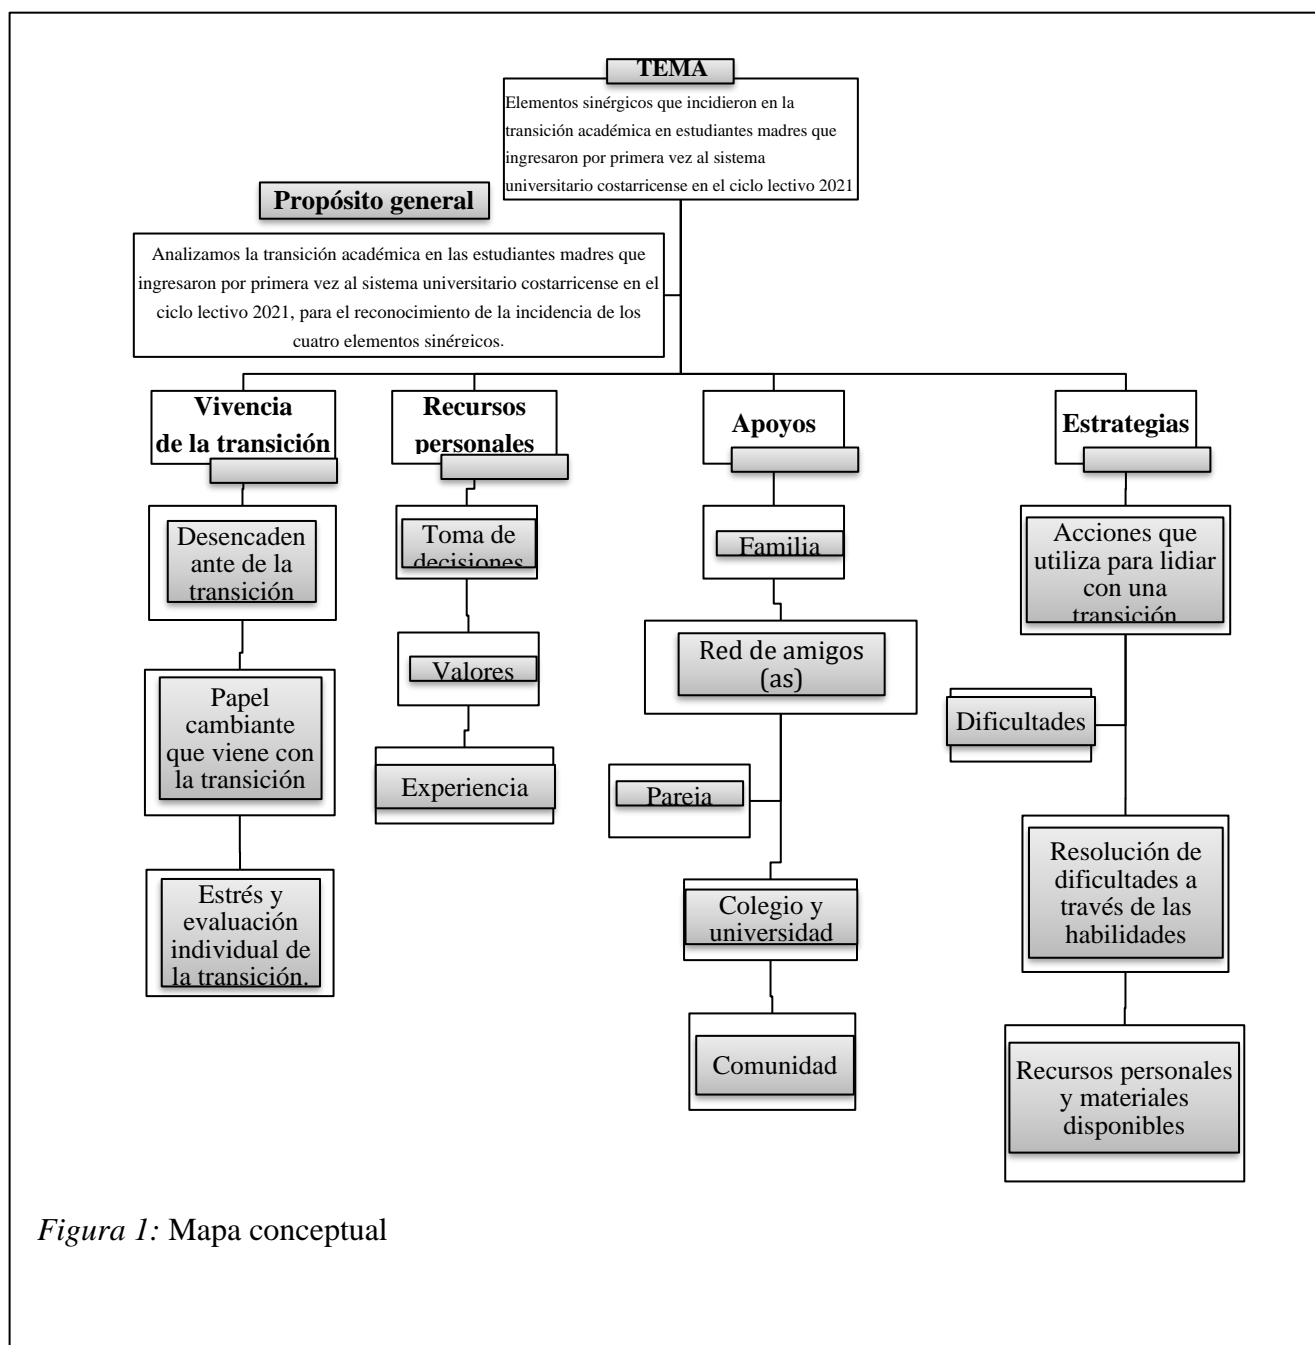 TEMA
Elementos sinérgicos que incidieron en la
transición académica en estudiantes madres que
ingresaron por primera vez al sistema
universitario costarricense en el ciclo lectivo 2021
Propósito general
Analizamos la transición académica en las estudiantes madres que
ingresaron por primera vez al sistema universitario costarricense en el
ciclo lectivo 2021, para el reconocimiento de la incidencia de los
cuatro elementos sinérgicos.
Vivencia
de la transición
Desencaden
ante de la
transición
Papel
cambiante
que viene con
la transición
Estrés y
evaluación
individual de
la transición.
Recursos
personales
Toma de
decisiones
Valores
Experiencia
Apoyos
Familia
Red de amigos
(as)
Pareja
Colegio y
universidad
Comunidad
Estrategias
Acciones que
utiliza para lidiar
con una
transición
Dificultades
Resolución de
dificultades a
través de las
habilidades
Recursos personales
y materiales
disponibles
Figura 1: Mapa conceptual